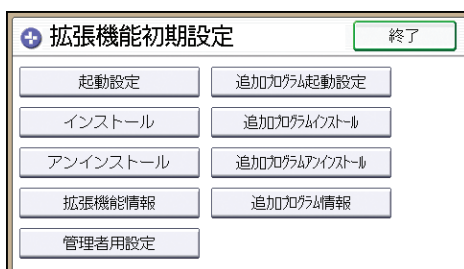 拡張機能初期設定 終了
起動設定 追加ﾌﾟﾛｸﾞﾗﾑ起動設定
インストール 追加ﾌﾟﾛｸﾞﾗﾑｲﾝｽﾄｰﾙ
アンインストール 追加ﾌﾟﾛｸﾞﾗﾑｱﾝｲﾝｽﾄｰﾙ
拡張機能情報 追加ﾌﾟﾛｸﾞﾗﾑ情報
管理者用設定